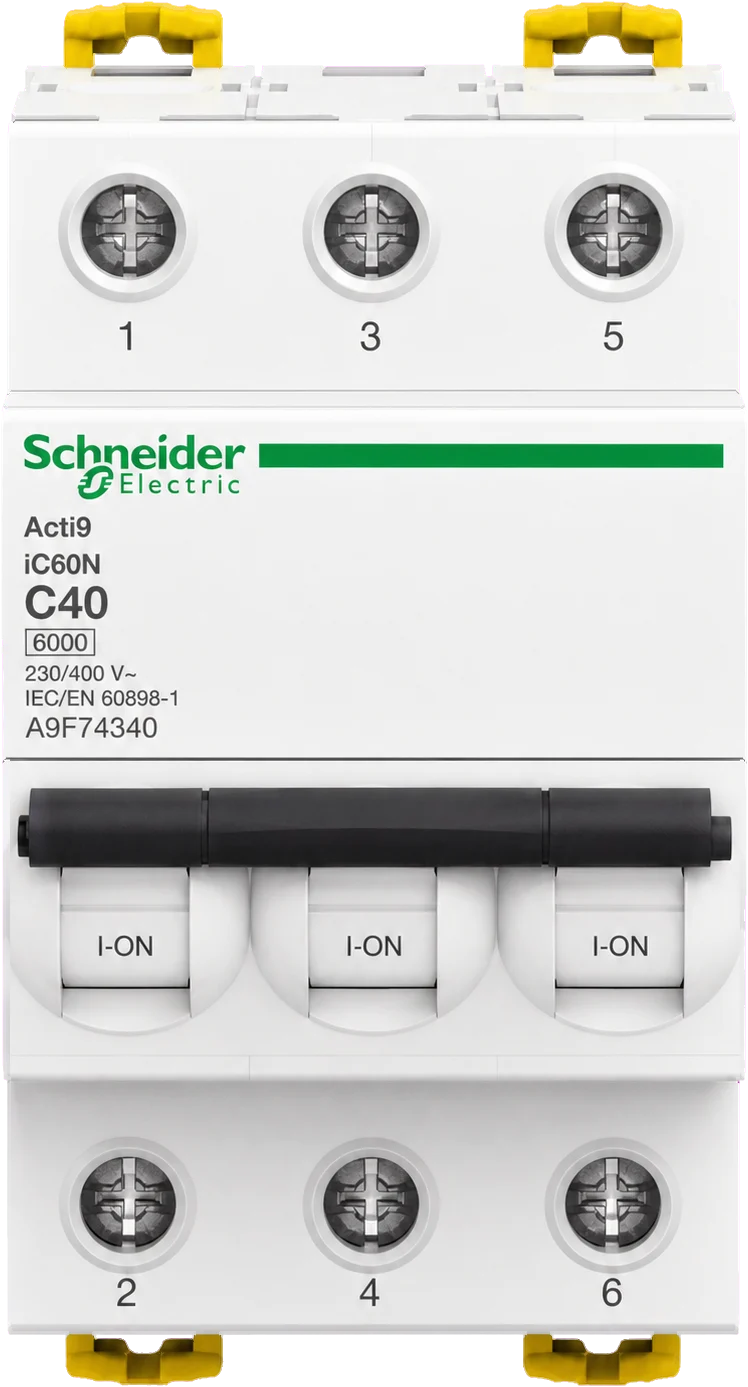 1 3 5
Schneider
Electric
Acti9
iC60N
C40
6000
230/400 V~
IEC/EN 60898-1
A9F74340
I-ON I-ON I-ON
2 4 6